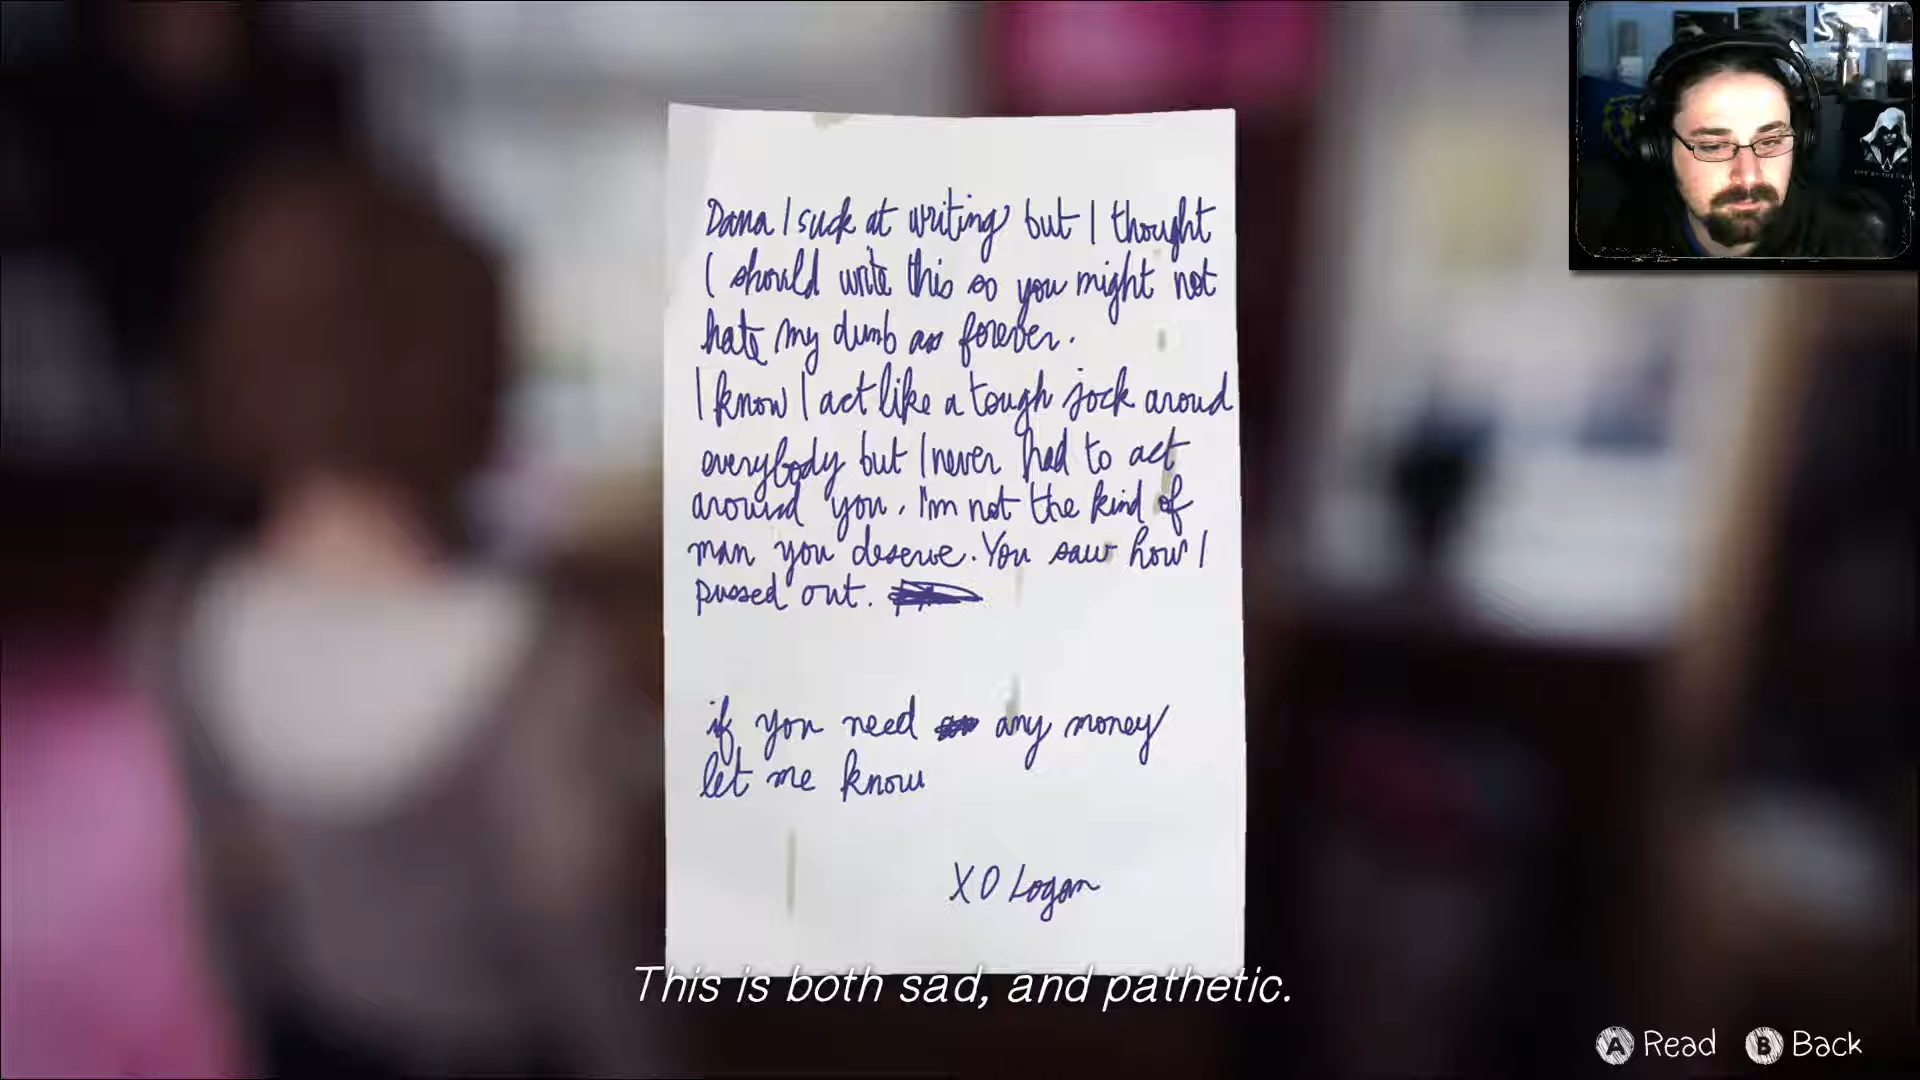 Dana I suck at writing but I thought
I should write this so you might not
hate my dumb ass forever.
I know I act like a tough jock aroud
everybody but I never had to act
around you. I'm not the kind of
man you deserve. You saw how I
pussed out.
if you need any money
let me know
XO Logan
This is both sad, and pathetic.
A Read B Back